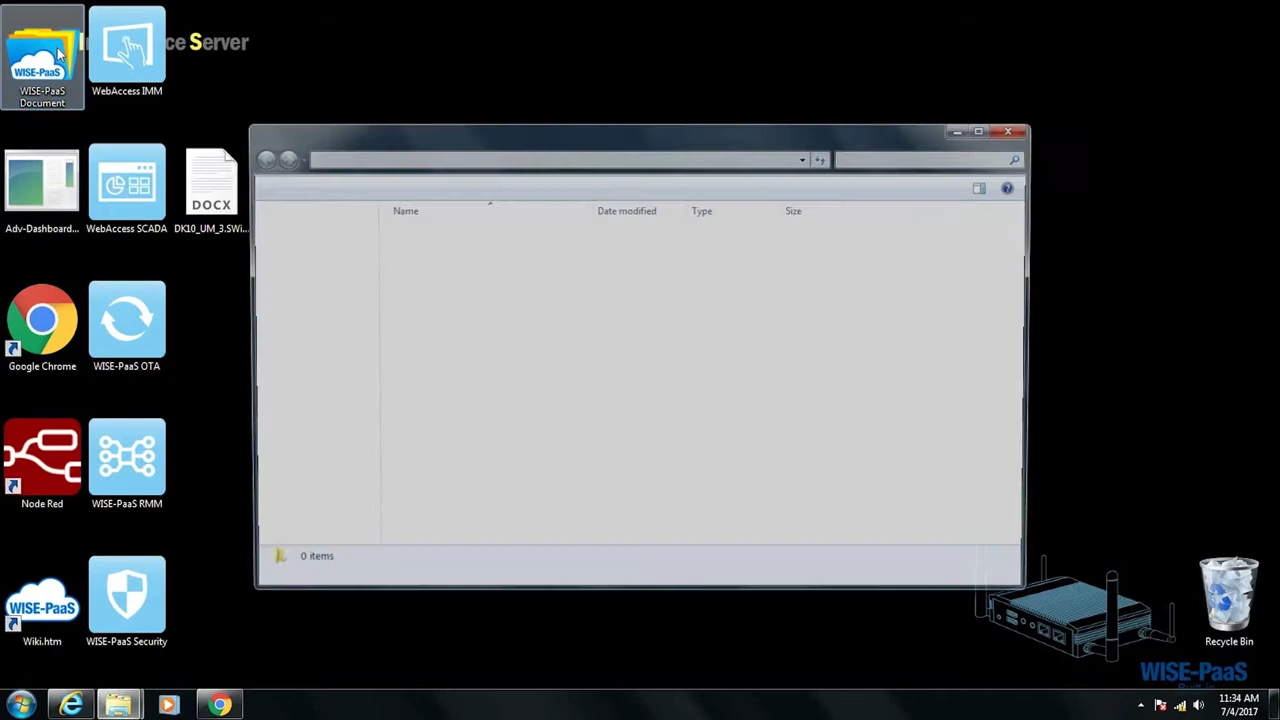 ce Server
WISE-PaaS
WISE-PaaS
Document
WebAccess IMM
Adv-Dashboard...
WebAccess SCADA
DOCX
DK10_UM_3.SWi...
Google Chrome
WISE-PaaS OTA
Node Red
WISE-PaaS RMM
WISE-PaaS
Wiki.htm
WISE-PaaS Security
Name
Date modified
Type
Size
0 items
Recycle Bin
WISE-PaaS
11:34 AM
7/4/2017